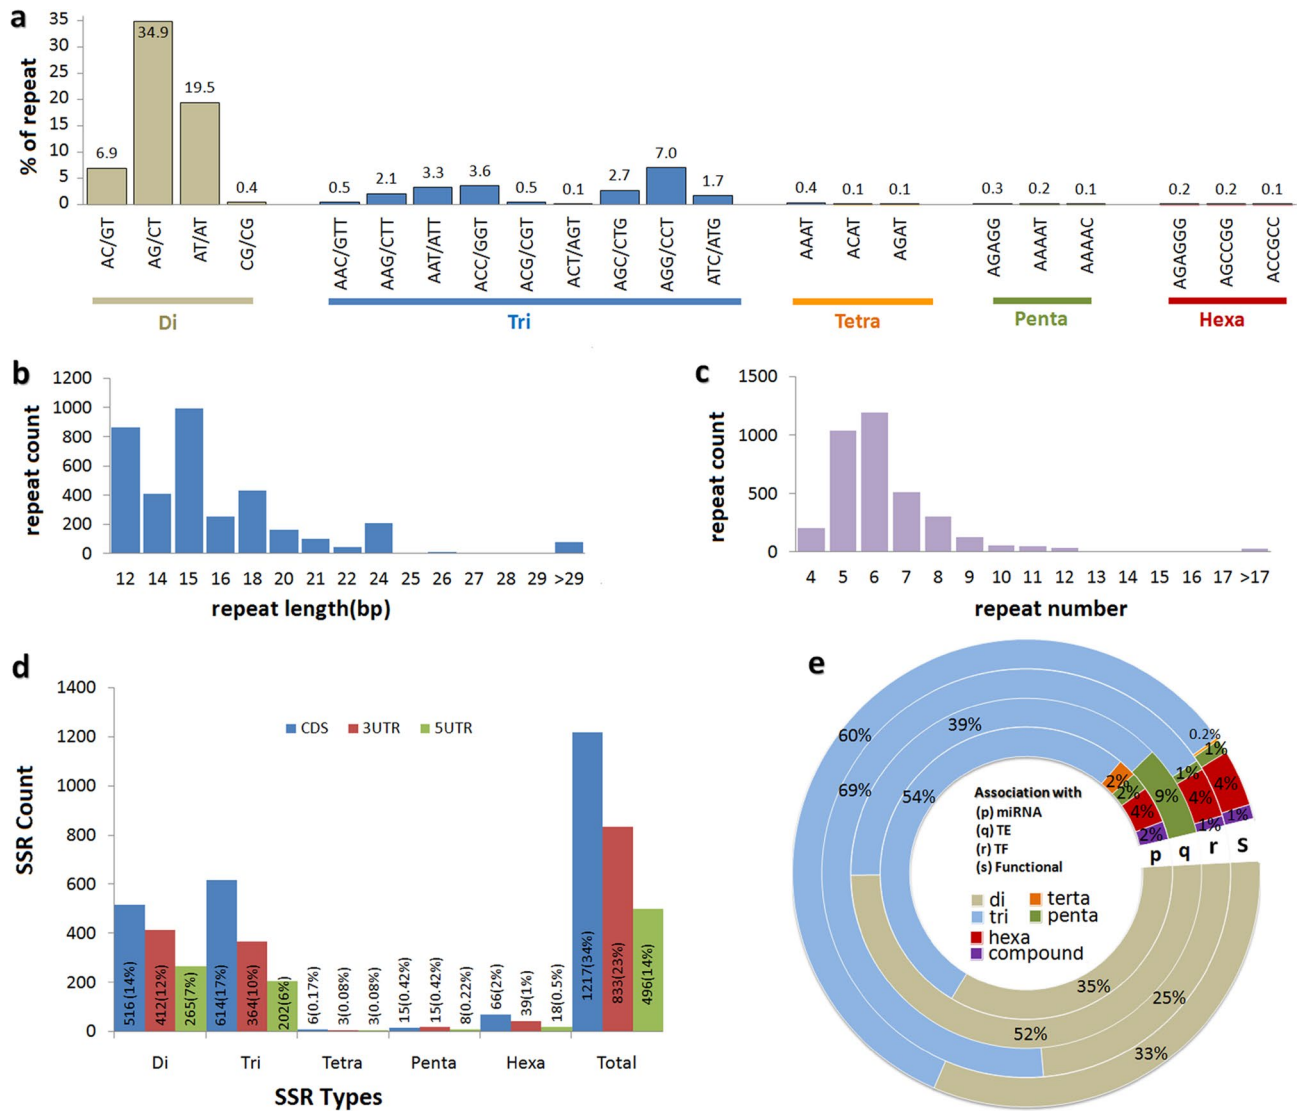 a
% of repeat
35
30
25
20
15
10
5
0
6.9
34.9
19.5
0.4
0.5
2.1
3.3
3.6
0.5
0.1
2.7
7.0
1.7
0.4
0.1
0.1
0.3
0.2
0.1
0.2
0.2
0.1
AC/GT
AG/CT
AT/AT
CG/CG
AAC/GTT
AAG/CTT
AAT/ATT
ACC/GGT
ACG/CGT
ACT/AGT
AGC/CTG
AGG/CCT
ATC/ATG
AAAT
ACAT
AGAT
AGAGG
AAAAT
AAAAC
AGAGGG
AGCCGG
ACCGCC
Di
Tri
Tetra
Penta
Hexa
b
repeat count
1200
1000
800
600
400
200
0
12 14 15 16 18 20 21 22 24 25 26 27 28 29 >29
repeat length(bp)
c
repeat count
1500
1000
500
0
4 5 6 7 8 9 10 11 12 13 14 15 16 17 >17
repeat number
d
SSR Count
1400
1200
1000
800
600
400
200
0
CDS 3UTR 5UTR
516 (14%)
412(12%)
265(7%)
614(17%)
364(10%)
202(6%)
6(0.17%)
3(0.08%)
3(0.08%)
15(0.42%)
15(0.42%)
8(0.22%)
66(2%)
39(1%)
18(0.5%)
1217(34%)
833(23%)
496(14%)
Di Tri Tetra Penta Hexa Total
SSR Types
e
60%
39%
69%
54%
0.2%
1%
1%
4%
4%
1%
1%
9%
2%
2%
4%
2%
p q r S
Association with
(p) miRNA
(q) TE
(r) TF
(s) Functional
di
terta
tri
penta
hexa
compound
35%
25%
52%
33%